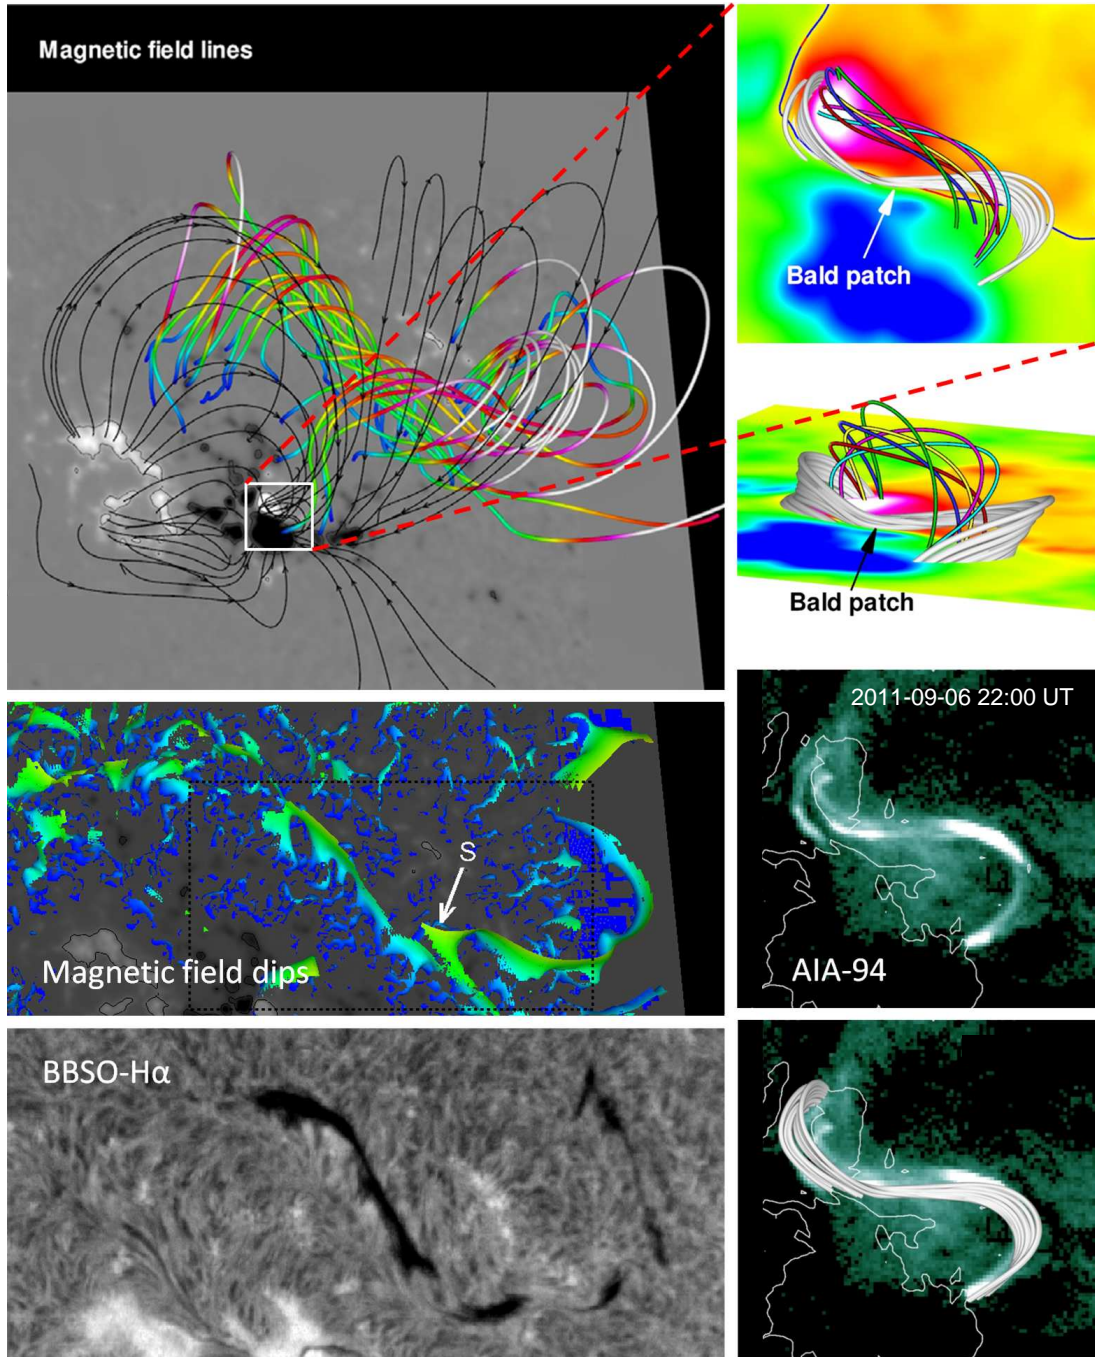 Magnetic field lines
Bald patch
Bald patch
2011-09-06 22:00 UT
AIA-94
S
Magnetic field dips
BBSO-Hα